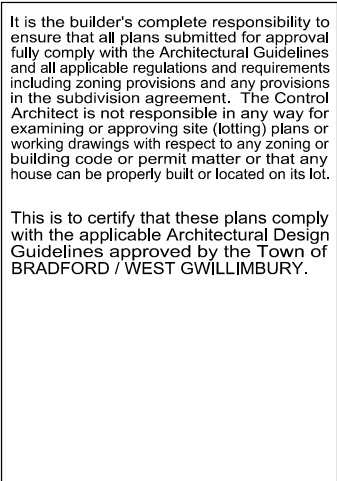 It is the builder's complete responsibility to
ensure that all plans submitted for approval
fully comply with the Architectural Guidelines
and all applicable regulations and requirements
including zoning provisions and any provisions
in the subdivision agreement. The Control
Architect is not responsible in any way for
examining or approving site (lotting) plans or
working drawings with respect to any zoning or
building code or permit matter or that any
house can be properly built or located on its lot.
This is to certify that these plans comply
with the applicable Architectural Design
Guidelines approved by the Town of
BRADFORD / WEST GWILLIMBURY.